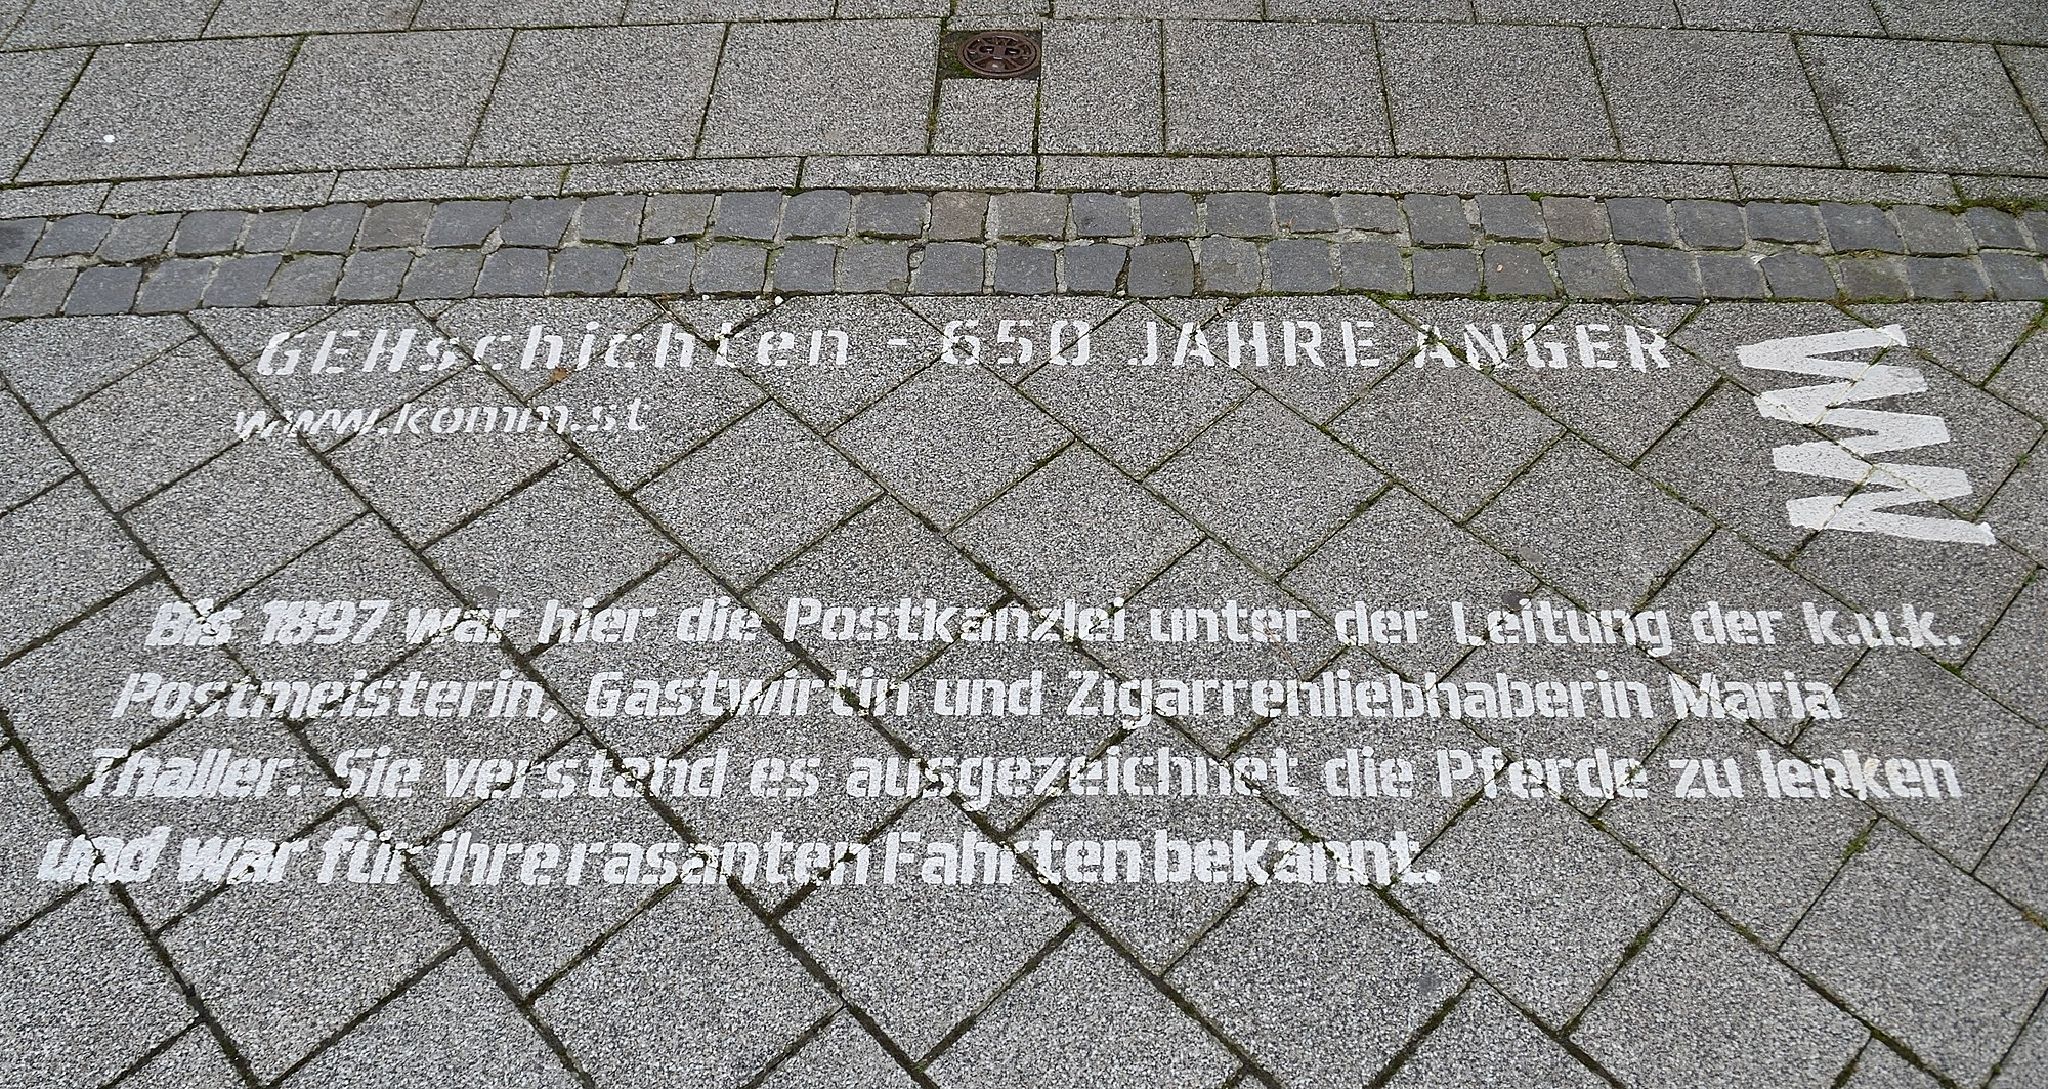 GEHschichten - 650 JAHRE ANGER
www.komm.st
Bis 1897 war hier die Postkanzlei unter der Leitung der k.u.k.
Postmeisterin, Gastwirtin und Zigarrenliebhaberin Maria
Thaller. Sie verstand es ausgezeichnet die Pferde zu lenken
und war für ihre rasanten Fahrten bekannt.